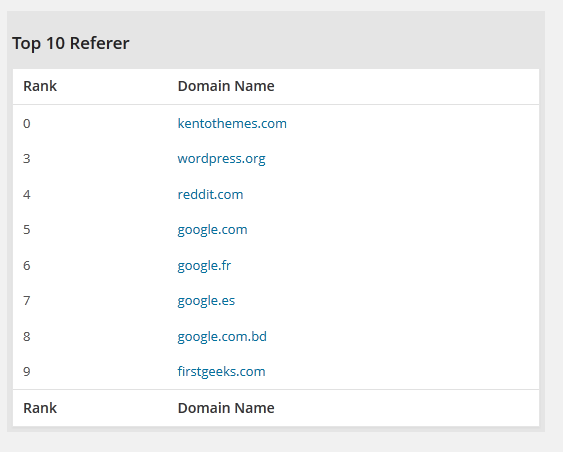 Top 10 Referer
Rank Domain Name
0 kentothemes.com
3 wordpress.org
4 reddit.com
5 google.com
6 google.fr
7 google.es
8 google.com.bd
9 firstgeeks.com
Rank Domain Name